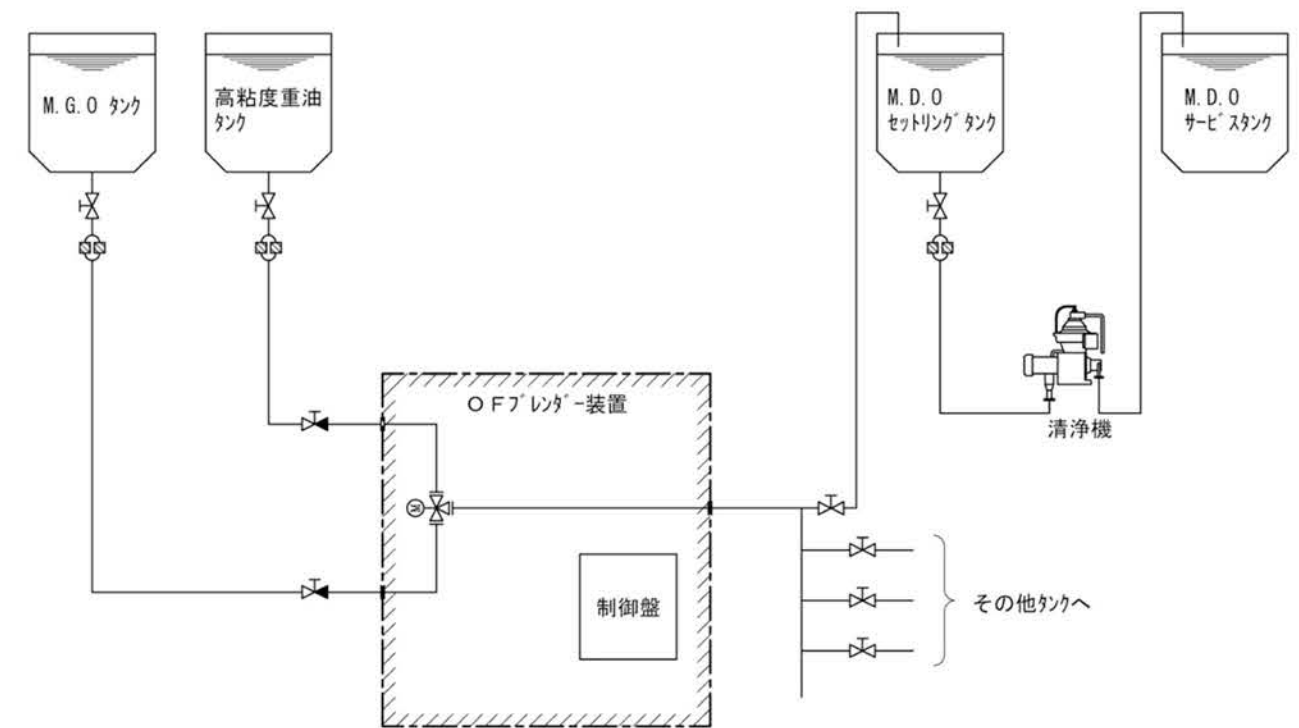 M.G.O タンク
高粘度重油
タンク
M.D.O
セットリングタンク
M.D.O
サービスタンク
OFブレンダー装置
M
制御盤
清浄機
その他タンクへ